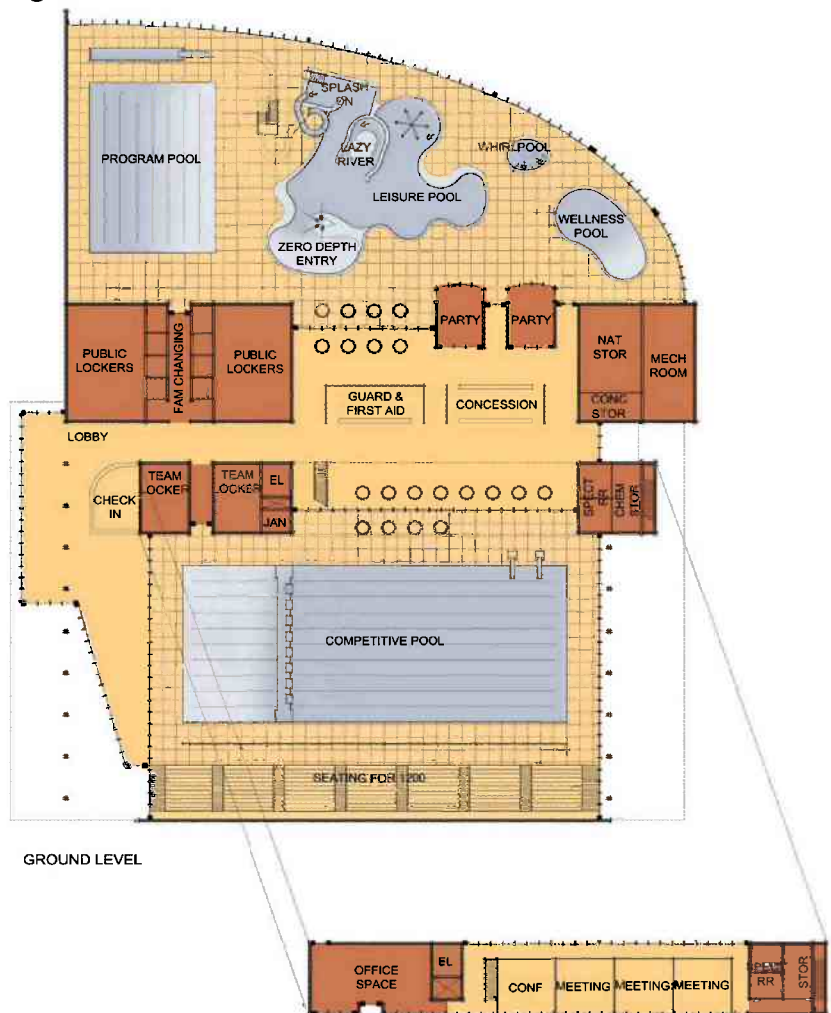 SPLASH
PROGRAM POOL
LAZY
RIVER
WHIRLPOOL
LEISURE POOL
WELLNESS
POOL
ZERO DEPTH
ENTRY
PARTY
PARTY
PUBLIC
LOCKERS
FAM CHANGING
PUBLIC
LOCKERS
NAT
STOR
MECH
ROOM
GUARD &
FIRST AID
CONCESSION
CONC
STOR
LOBBY
CHECK
IN
TEAM
LOCKER
TEAM
LOCKER
EL
JAN
SPECT
RR
CHEM
STOR
COMPETITIVE POOL
SEATING FOR 1200
GROUND LEVEL
OFFICE
SPACE
EL
CONF
MEETING
MEETING
MEETING
RR
STOR